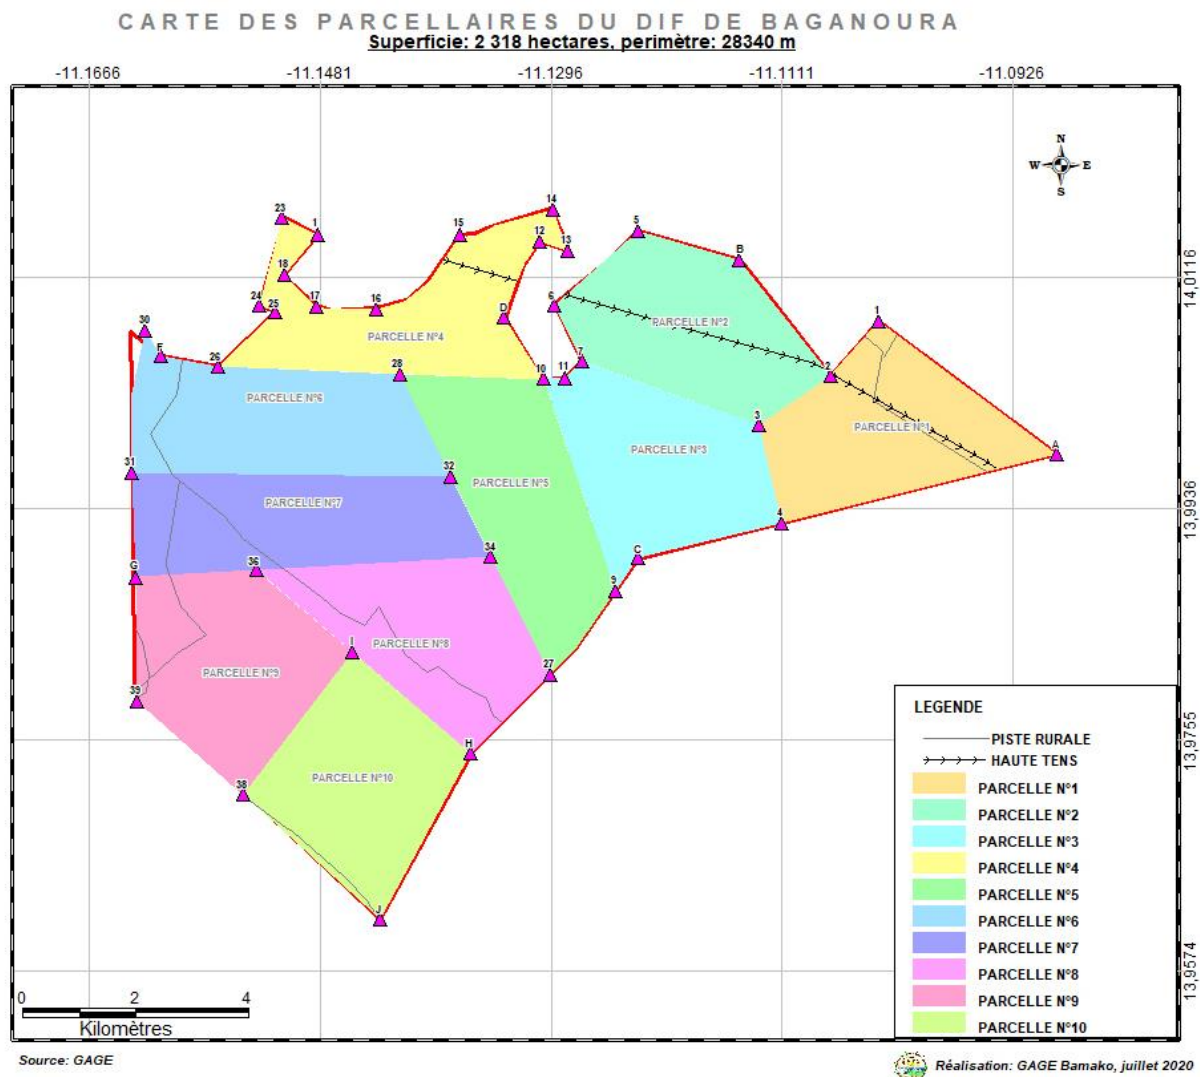 CARTE DES PARCELLAIRES DU DIF DE BAGANOURA
Superficie: 2 318 hectares, perimètre: 28340 m
-11.1666 -11.1481 -11.1296 -11.1111 -11.0926
N
W E
S
14
23 1 15 5
12 13 B
18
14,0116
24 25 17 16 D 6 1
30 PARCELLE N°2
F PARCELLE N°4
26 28 10 11 7 2
PARCELLE N°6
3 PARCELLE N°1
A
31 32 PARCELLE N°5 PARCELLE N°3
PARCELLE N°7
13,9936
4
34
G 36 C
9
I PARCELLE N°8
PARCELLE N°9
27
39
H
13,9755
38 PARCELLE N°10
J
13,9574
LEGENDE
PISTE RURALE
HAUTE TENS
PARCELLE N°1
PARCELLE N°2
PARCELLE N°3
PARCELLE N°4
PARCELLE N°5
PARCELLE N°6
PARCELLE N°7
PARCELLE N°8
PARCELLE N°9
PARCELLE N°10
0 2 4
Kilomètres
Source: GAGE
Réalisation: GAGE Bamako, juillet 2020